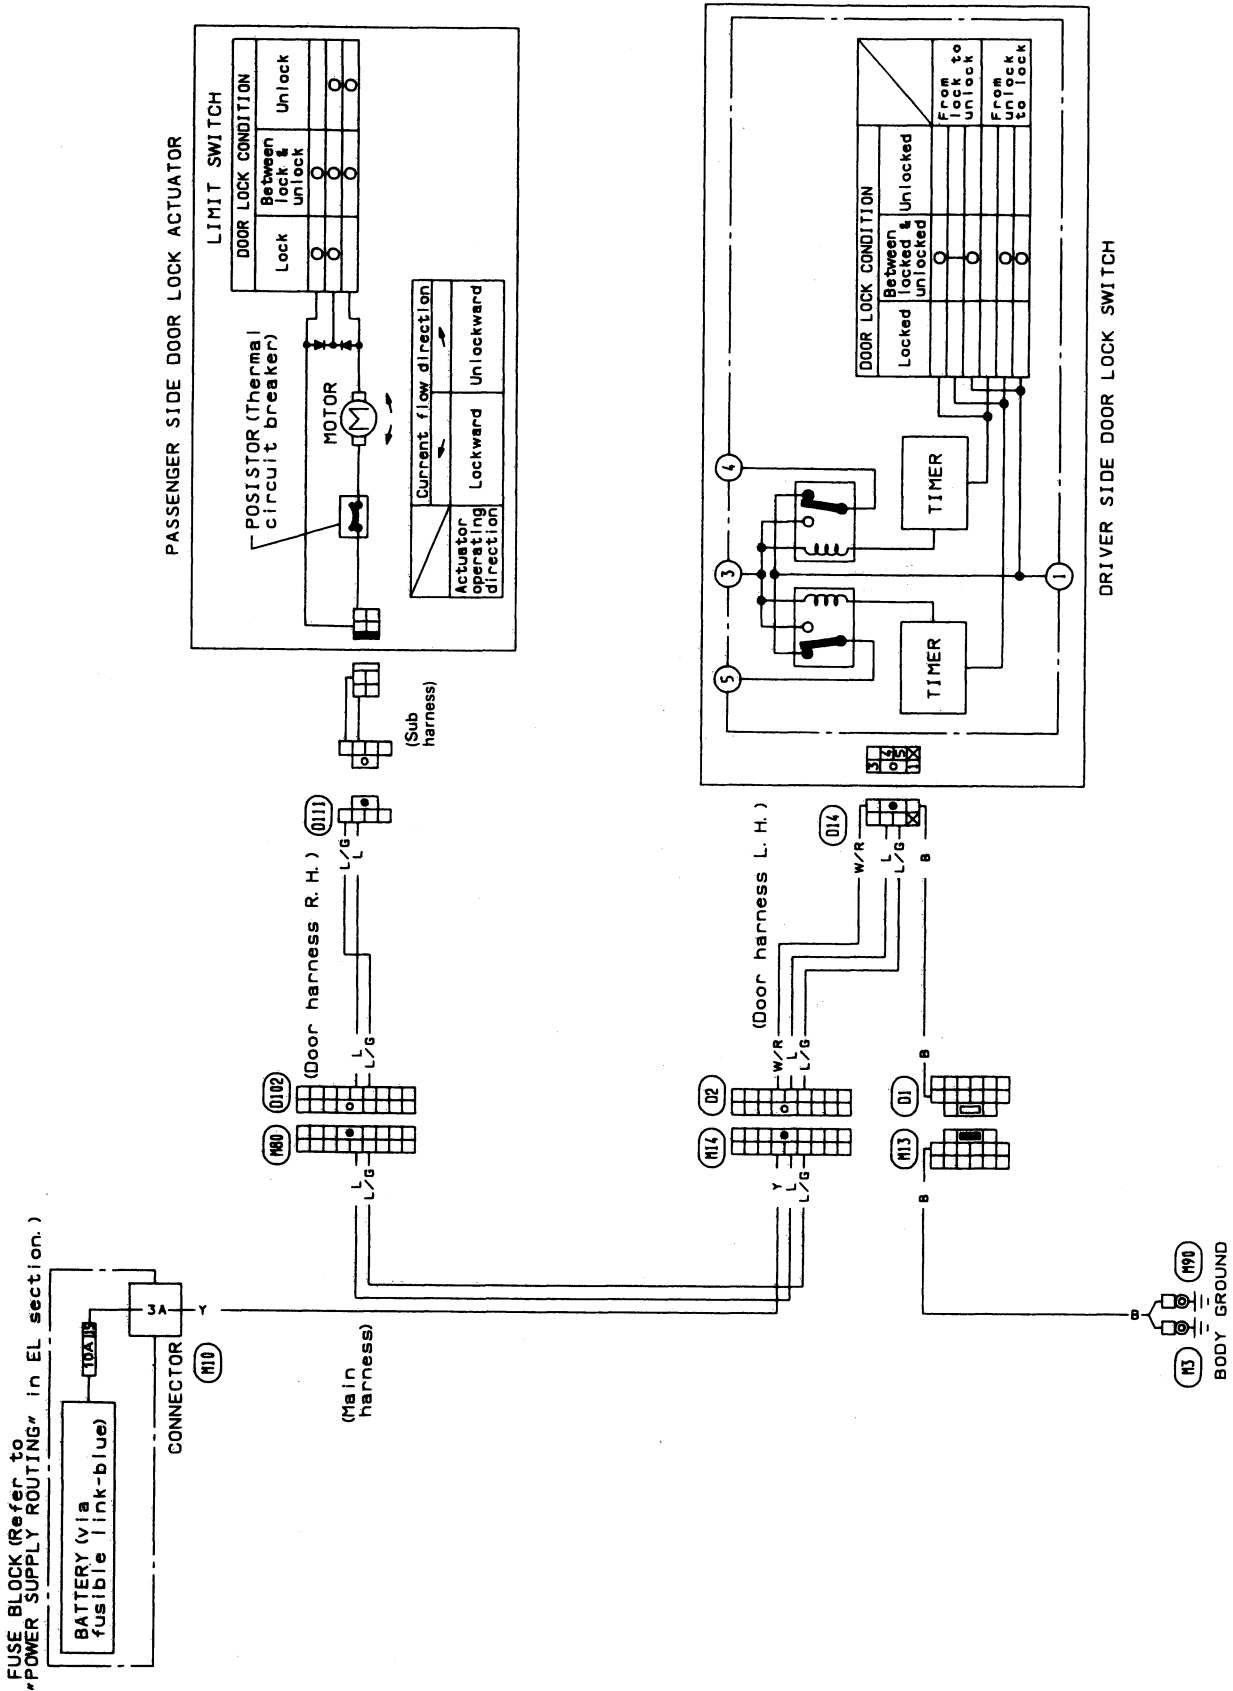 FUSE BLOCK (Refer to
"POWER SUPPLY ROUTING" in EL section.)
BATTERY (via
fusible link-blue)
10A
3A
Y
CONNECTOR
M10
(Main
harness)
L
L/G
M80
D102
L
L/G
(Door harness R. H.)
L/G
L
D111
(Sub
harness)
PASSENGER SIDE DOOR LOCK ACTUATOR
POSISTOR (Thermal
circuit breaker)
MOTOR
M
LIMIT SWITCH
DOOR LOCK CONDITION
Lock
Between
lock &
unlock
Unlock
Current flow direction
Actuator
operating
direction
Lockward
Unlockward
Y
L
L/G
M14
D2
W/R
L
L/G
(Door harness L. H.)
W/R
L
L/G
B
D14
M13
D1
B
B
B
M3
M90
BODY GROUND
3
4
5
1
5
3
4
1
TIMER
TIMER
DOOR LOCK CONDITION
Locked
Between
locked &
unlocked
Unlocked
From
lock to
unlock
From
unlock
to lock
DRIVER SIDE DOOR LOCK SWITCH